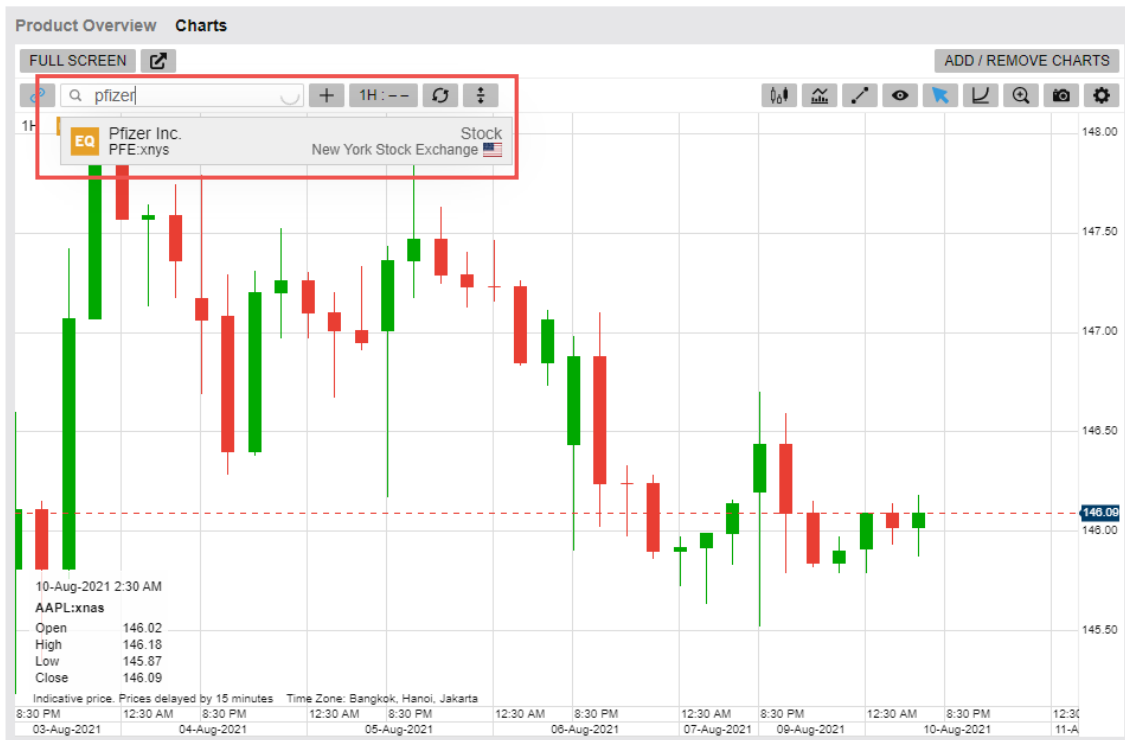 Product Overview Charts
FULL SCREEN ADD / REMOVE CHARTS
pfizer 1H : - -
1H
EQ Pfizer Inc. Stock
PFE:xnys New York Stock Exchange
148.00
147.50
147.00
146.50
146.09
146.00
145.50
10-Aug-2021 2:30 AM
AAPL:xnas
Open 146.02
High 146.18
Low 145.87
Close 146.09
Indicative price. Prices delayed by 15 minutes Time Zone: Bangkok, Hanoi, Jakarta
8:30 PM 12:30 AM 8:30 PM 12:30 AM 8:30 PM 12:30 AM 8:30 PM 12:30 AM 8:30 PM 12:30 AM 8:30 PM 12:30
03-Aug-2021 04-Aug-2021 05-Aug-2021 06-Aug-2021 07-Aug-2021 09-Aug-2021 10-Aug-2021 11-A